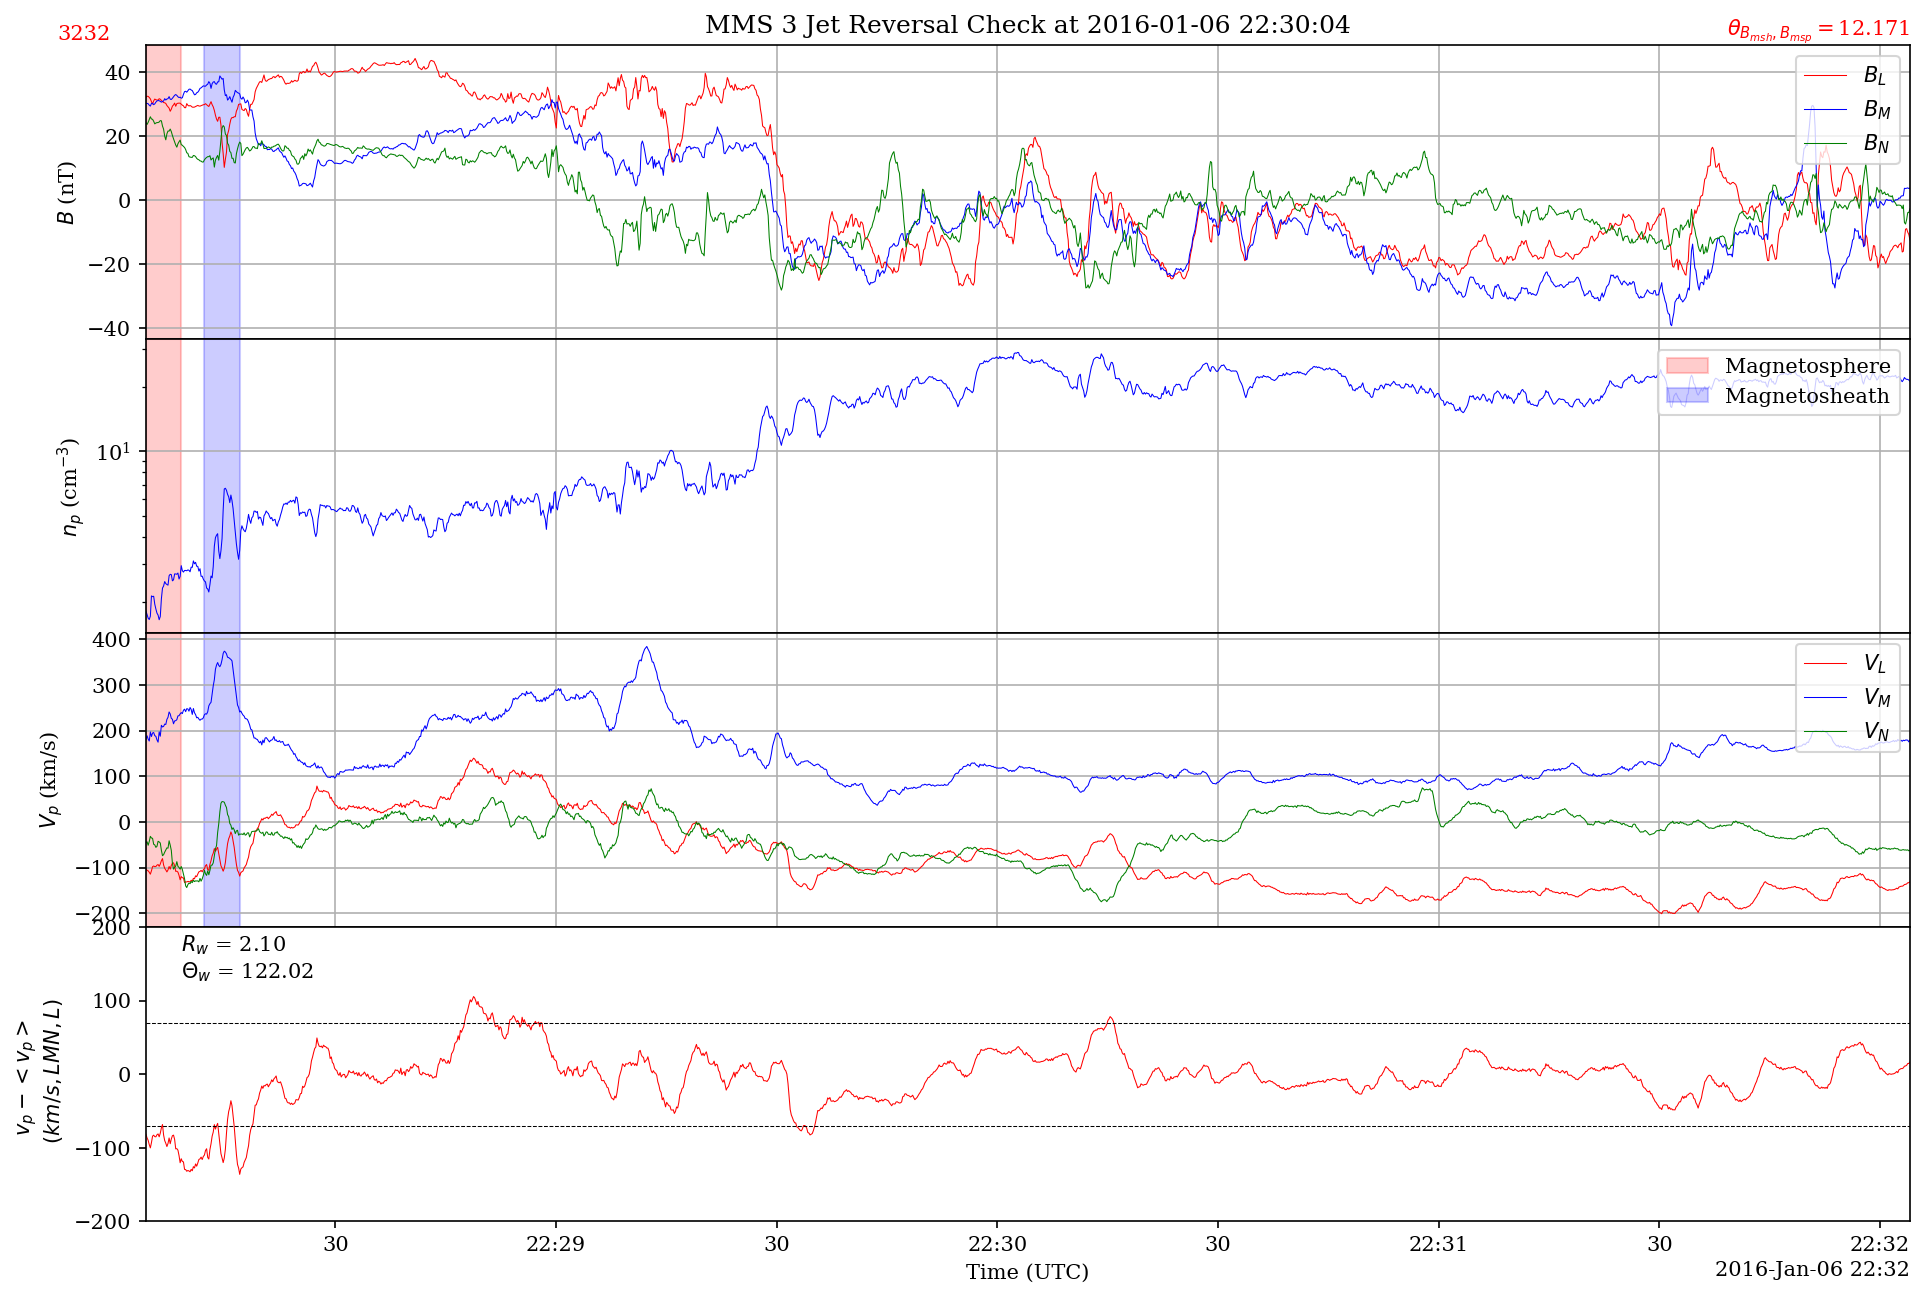 MMS 3 Jet Reversal Check at 2016-01-06 22:30:04
3232
θ_{B_{msh}, B_{msp}} = 12.171
40
20
0
−20
−40
B (nT)
B_L
B_M
B_N
10^1
n_p (cm^{−3})
Magnetosphere
Magnetosheath
400
300
200
100
0
−100
−200
V_p (km/s)
V_L
V_M
V_N
200
100
0
−100
−200
v_p − < v_p >
(km/s, LMN, L)
R_w = 2.10
Θ_w = 122.02
30
22:29
30
22:30
30
22:31
30
22:32
Time (UTC)
2016-Jan-06 22:32